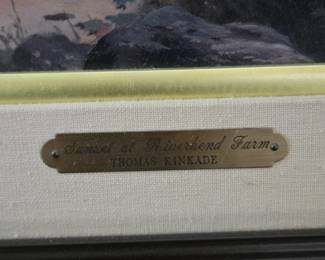 Sunset at Riverbend Farm
THOMAS KINKADE